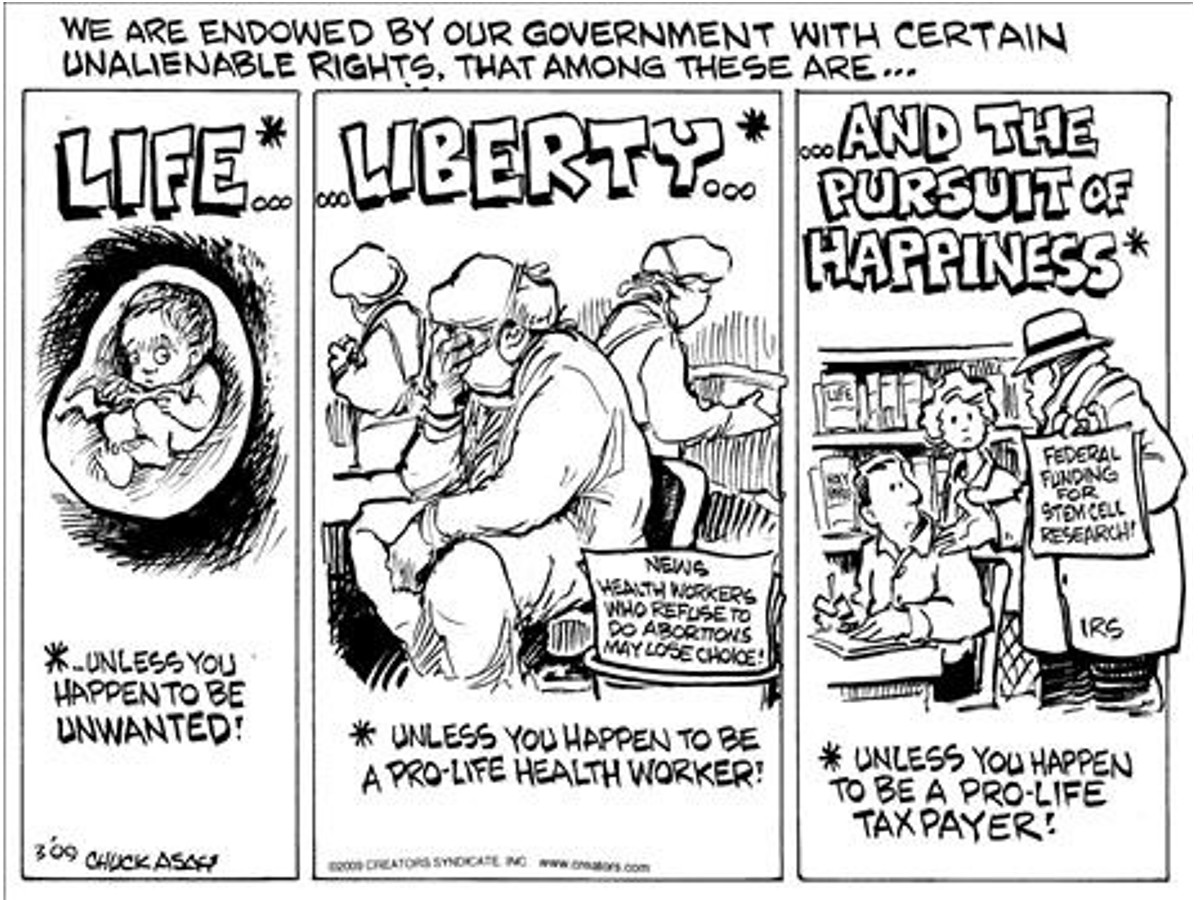 WE ARE ENDOWED BY OUR GOVERNMENT WITH CERTAIN
UNALIENABLE RIGHTS, THAT AMONG THESE ARE...
LIFE*...
*...UNLESS YOU
HAPPEN TO BE
UNWANTED!
3'09 CHUCK ASAY
...LIBERTY*...
NEWS
HEALTH WORKERS
WHO REFUSE TO
DO ABORTIONS
MAY LOSE CHOICE!
* UNLESS YOU HAPPEN TO BE
A PRO-LIFE HEALTH WORKER!
©2009 CREATORS SYNDICATE, INC. www.creators.com
...AND THE
PURSUIT OF
HAPPINESS*
LIFE
HOLY
FEDERAL
FUNDING
FOR
STEM CELL
RESEARCH!
IRS
* UNLESS YOU HAPPEN
TO BE A PRO-LIFE
TAXPAYER!